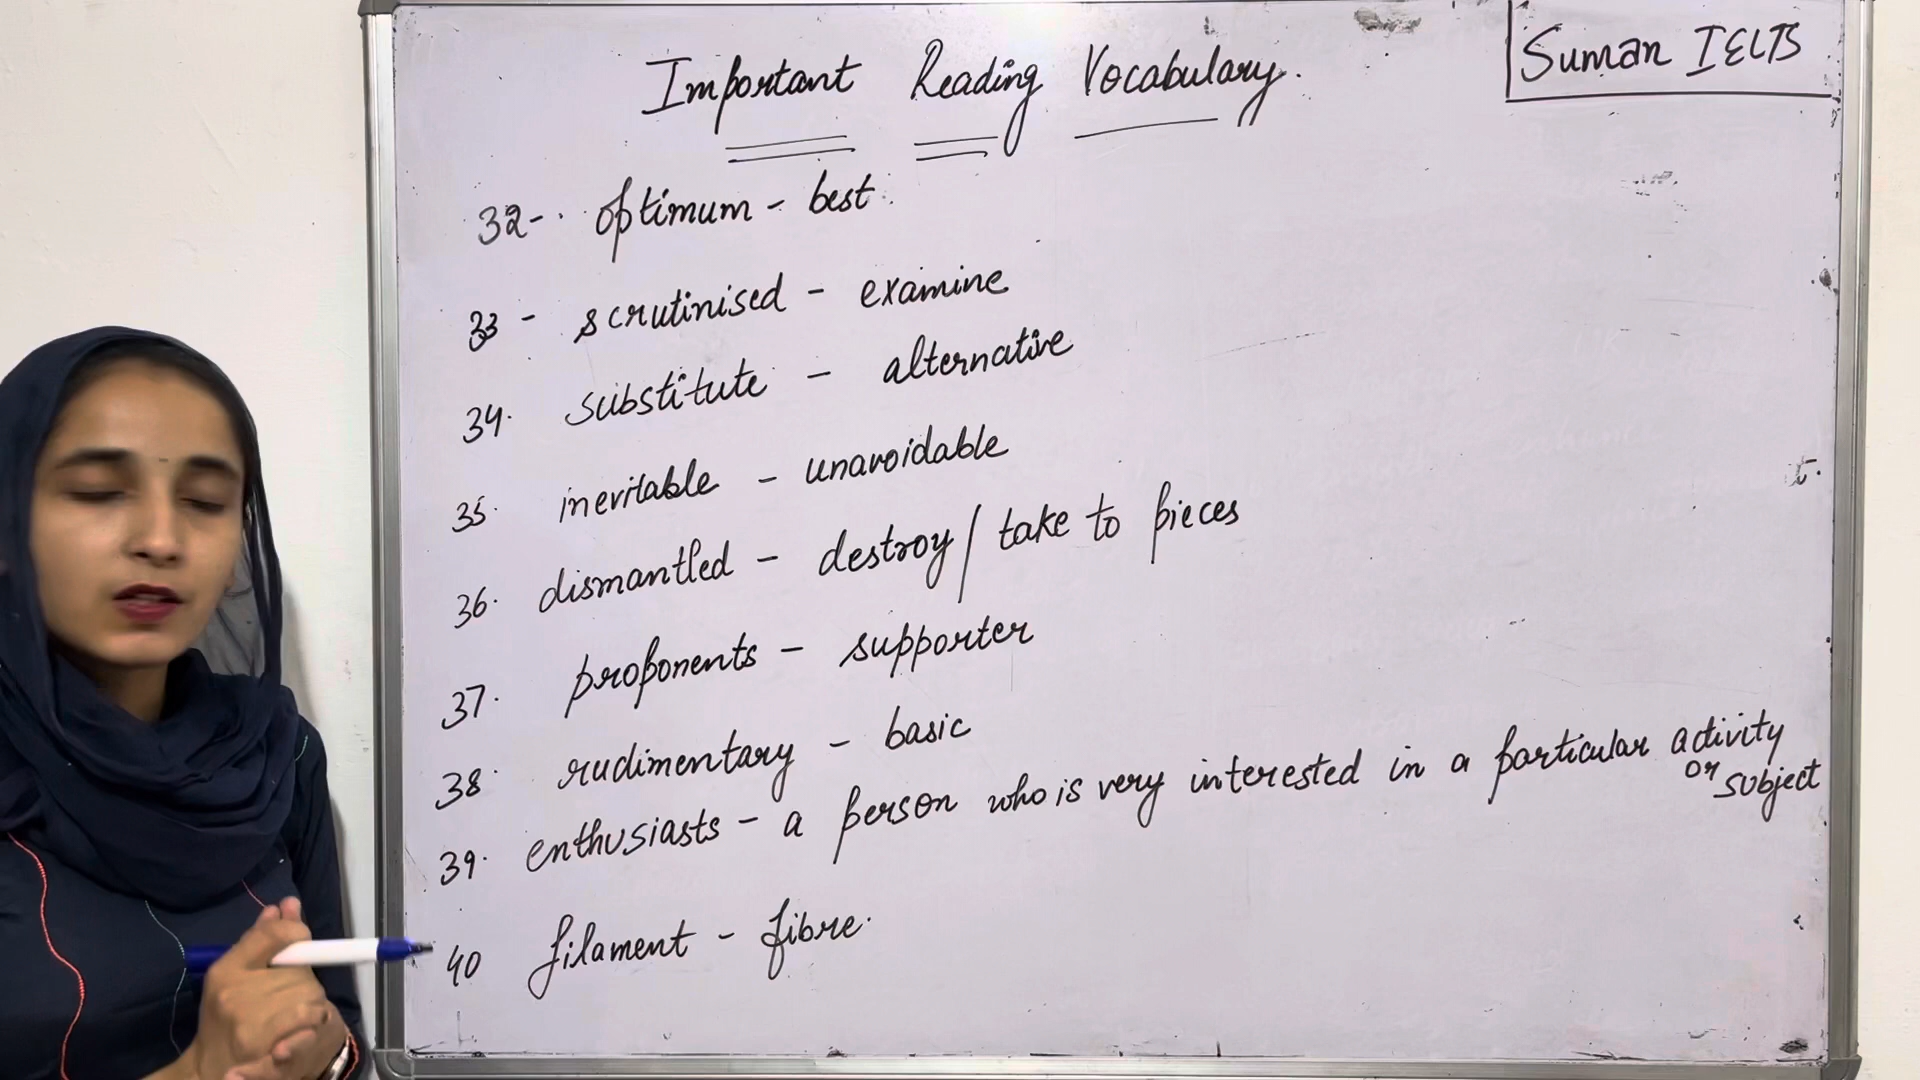 Suman IELTS
Important Reading Vocabulary.
32-. optimum - best.
33 - scrutinised - examine
34. substitute - alternative
35. inevitable - unavoidable
36. dismantled - destroy / take to pieces
37. proponents - supporter
38. rudimentary - basic
39. enthusiasts - a person who is very interested in a particular activity
or subject
40 filament - fibre.